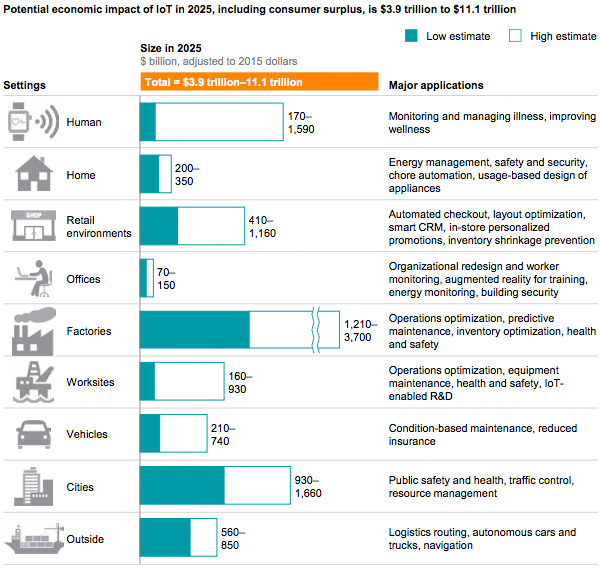 Potential economic impact of IoT in 2025, including consumer surplus, is $3.9 trillion to $11.1 trillion
Low estimate
High estimate
Size in 2025
$ billion, adjusted to 2015 dollars
Settings
Total = $3.9 trillion–11.1 trillion
Major applications
Human
170–
1,590
Monitoring and managing illness, improving
wellness
Home
200–
350
Energy management, safety and security,
chore automation, usage-based design of
appliances
SHOP
Retail
environments
410–
1,160
Automated checkout, layout optimization,
smart CRM, in-store personalized
promotions, inventory shrinkage prevention
Offices
70–
150
Organizational redesign and worker
monitoring, augmented reality for training,
energy monitoring, building security
Factories
1,210–
3,700
Operations optimization, predictive
maintenance, inventory optimization, health
and safety
Worksites
160–
930
Operations optimization, equipment
maintenance, health and safety, IoT-
enabled R&D
Vehicles
210–
740
Condition-based maintenance, reduced
insurance
Cities
930–
1,660
Public safety and health, traffic control,
resource management
Outside
560–
850
Logistics routing, autonomous cars and
trucks, navigation